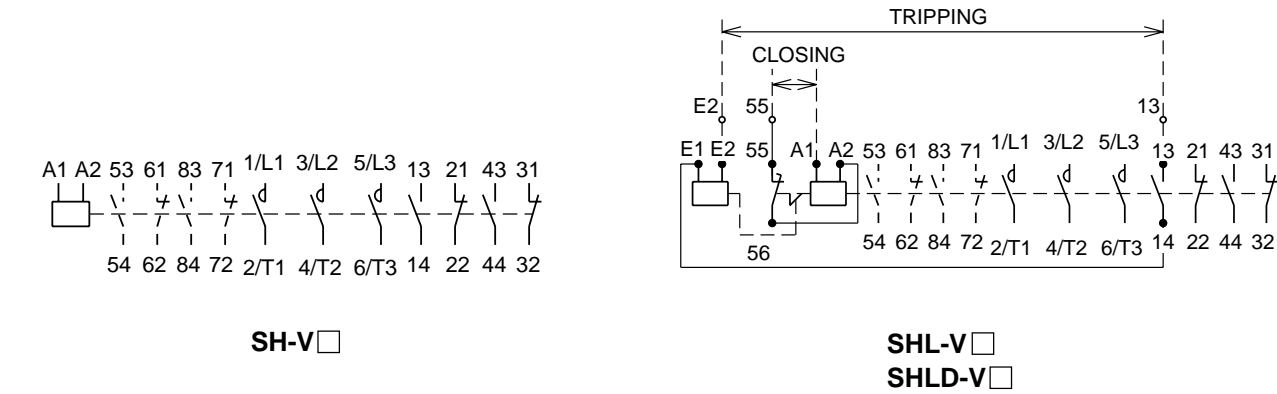 TRIPPING
CLOSING
E2 55 13
A1 A2 53 61 83 71 1/L1 3/L2 5/L3 13 21 43 31
54 62 84 72 2/T1 4/T2 6/T3 14 22 44 32
SH-V□
E1 E2 55 A1 A2 53 61 83 71 1/L1 3/L2 5/L3 13 21 43 31
56 54 62 84 72 2/T1 4/T2 6/T3 14 22 44 32
SHL-V□
SHLD-V□